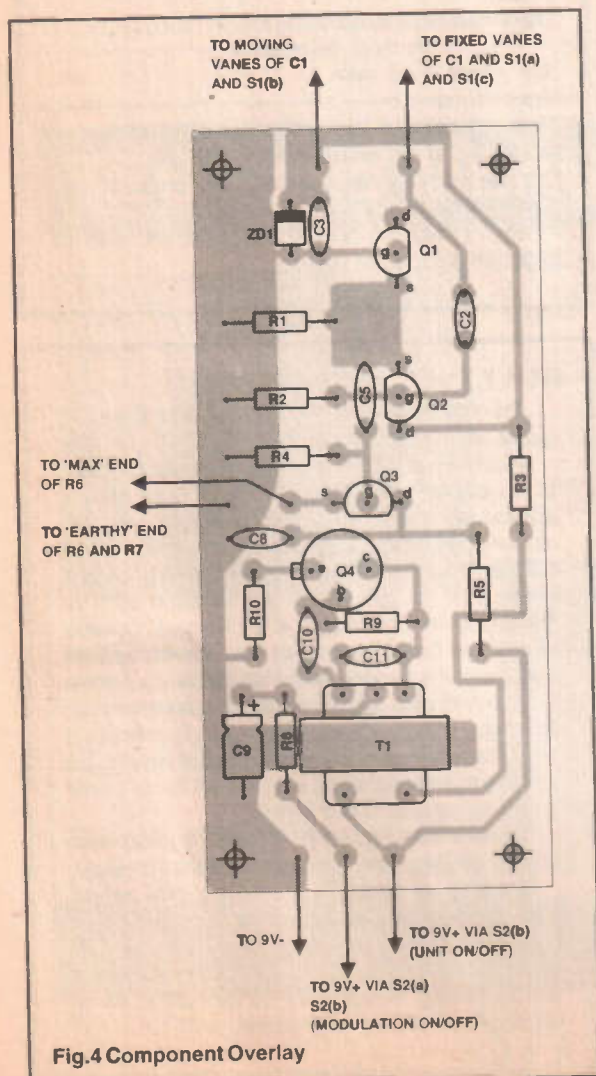 TO MOVING
VANES OF C1
AND S1(b)
TO FIXED VANES
OF C1 AND S1(a)
AND S1(c)
ZD1
C3
d
g
Q1
s
R1
C2
s
R2
C5
g
Q2
d
R4
TO 'MAX' END
OF R6
Q3
s
g
d
R3
TO 'EARTHY' END
OF R6 AND R7
C8
Q4
c
e
b
R10
R9
R5
C10
C11
+
C9
R8
T1
TO 9V-
TO 9V+ VIA S2(b)
(UNIT ON/OFF)
TO 9V+ VIA S2(a)
S2(b)
(MODULATION ON/OFF)
Fig.4 Component Overlay